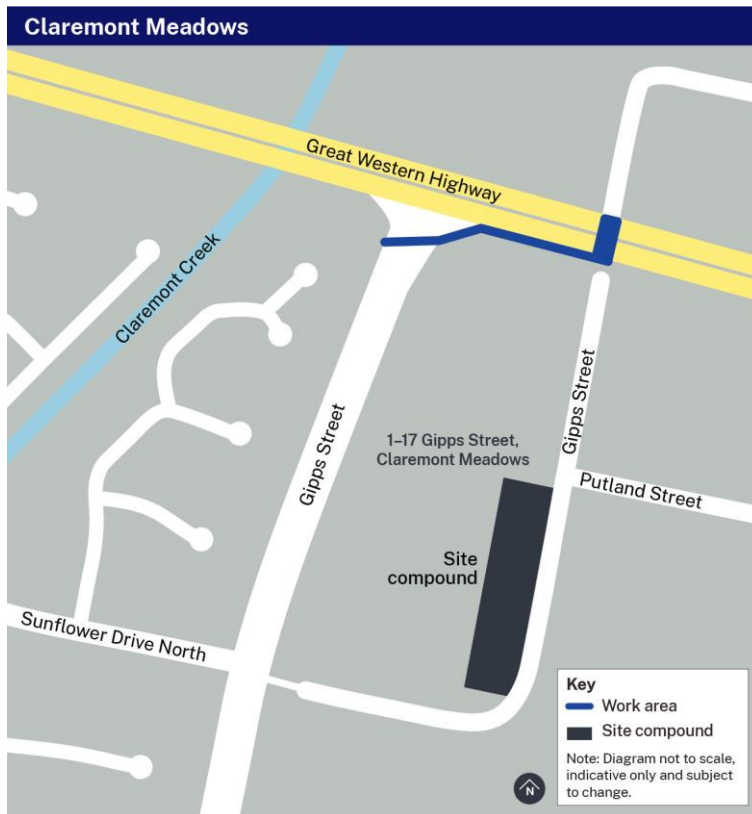 Claremont Meadows
Great Western Highway
Claremont Creek
Gipps Street
Gipps Street
1–17 Gipps Street,
Claremont Meadows
Putland Street
Site
compound
Sunflower Drive North
Key
Work area
Site compound
Note: Diagram not to scale,
indicative only and subject
to change.
N